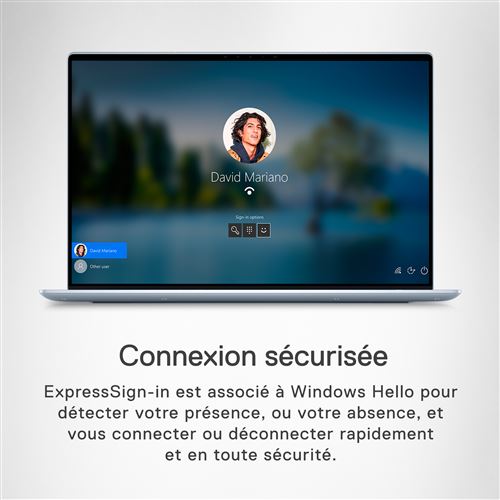 David Mariano
Sign-in options
David Mariano
Other user
Connexion sécurisée
ExpressSign-in est associé à Windows Hello pour
détecter votre présence, ou votre absence, et
vous connecter ou déconnecter rapidement
et en toute sécurité.